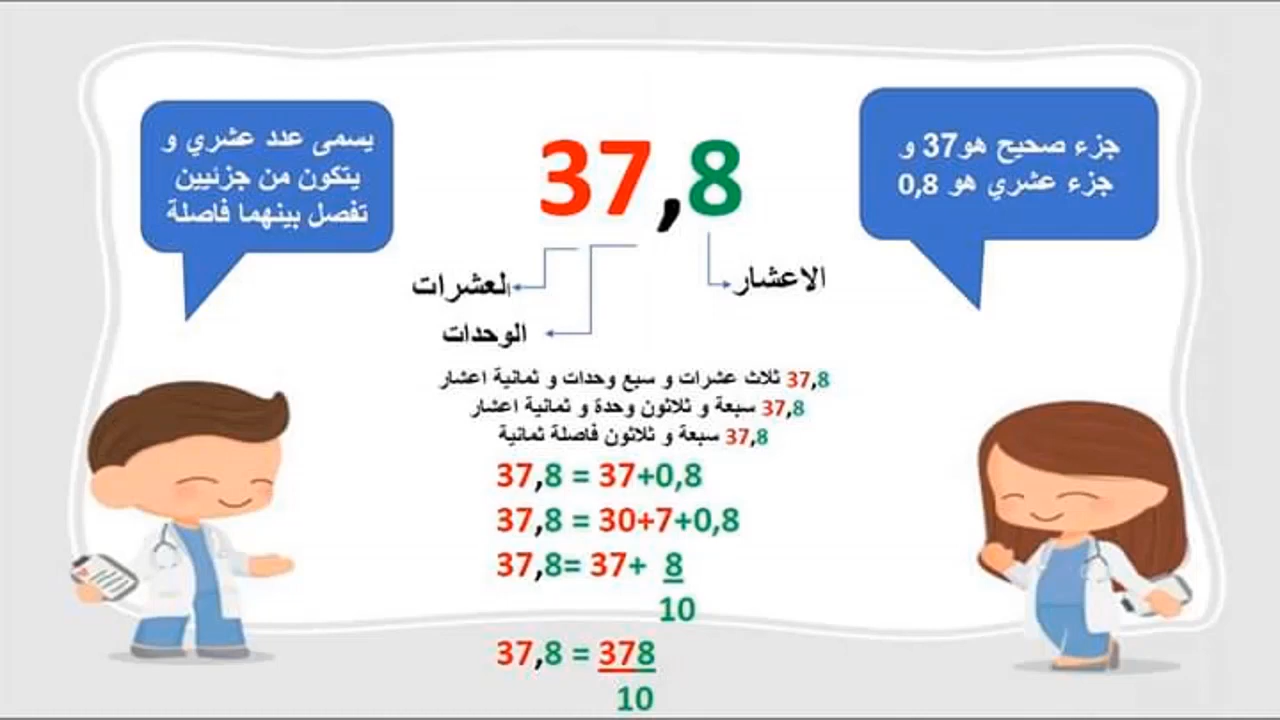 جزء صحيح هو37 و
جزء عشري هو 0,8
يسمى عدد عشري و
يتكون من جزئيين
تفصل بينهما فاصلة
37,8
الاعشار
العشرات
الوحدات
37,8 ثلاث عشرات و سبع وحدات و ثمانية اعشار
37,8 سبعة و ثلاثون وحدة و ثمانية اعشار
37,8 سبعة و ثلاثون فاصلة ثمانية
37,8 = 37+0,8
37,8 = 30+7+0,8
37,8= 37+ 8
10
37,8 = 378
10